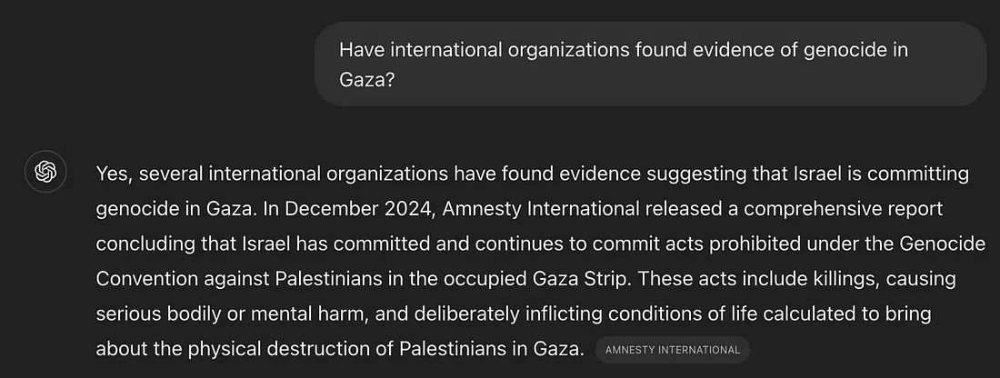 Have international organizations found evidence of genocide in
Gaza?
Yes, several international organizations have found evidence suggesting that Israel is committing
genocide in Gaza. In December 2024, Amnesty International released a comprehensive report
concluding that Israel has committed and continues to commit acts prohibited under the Genocide
Convention against Palestinians in the occupied Gaza Strip. These acts include killings, causing
serious bodily or mental harm, and deliberately inflicting conditions of life calculated to bring
about the physical destruction of Palestinians in Gaza. AMNESTY INTERNATIONAL